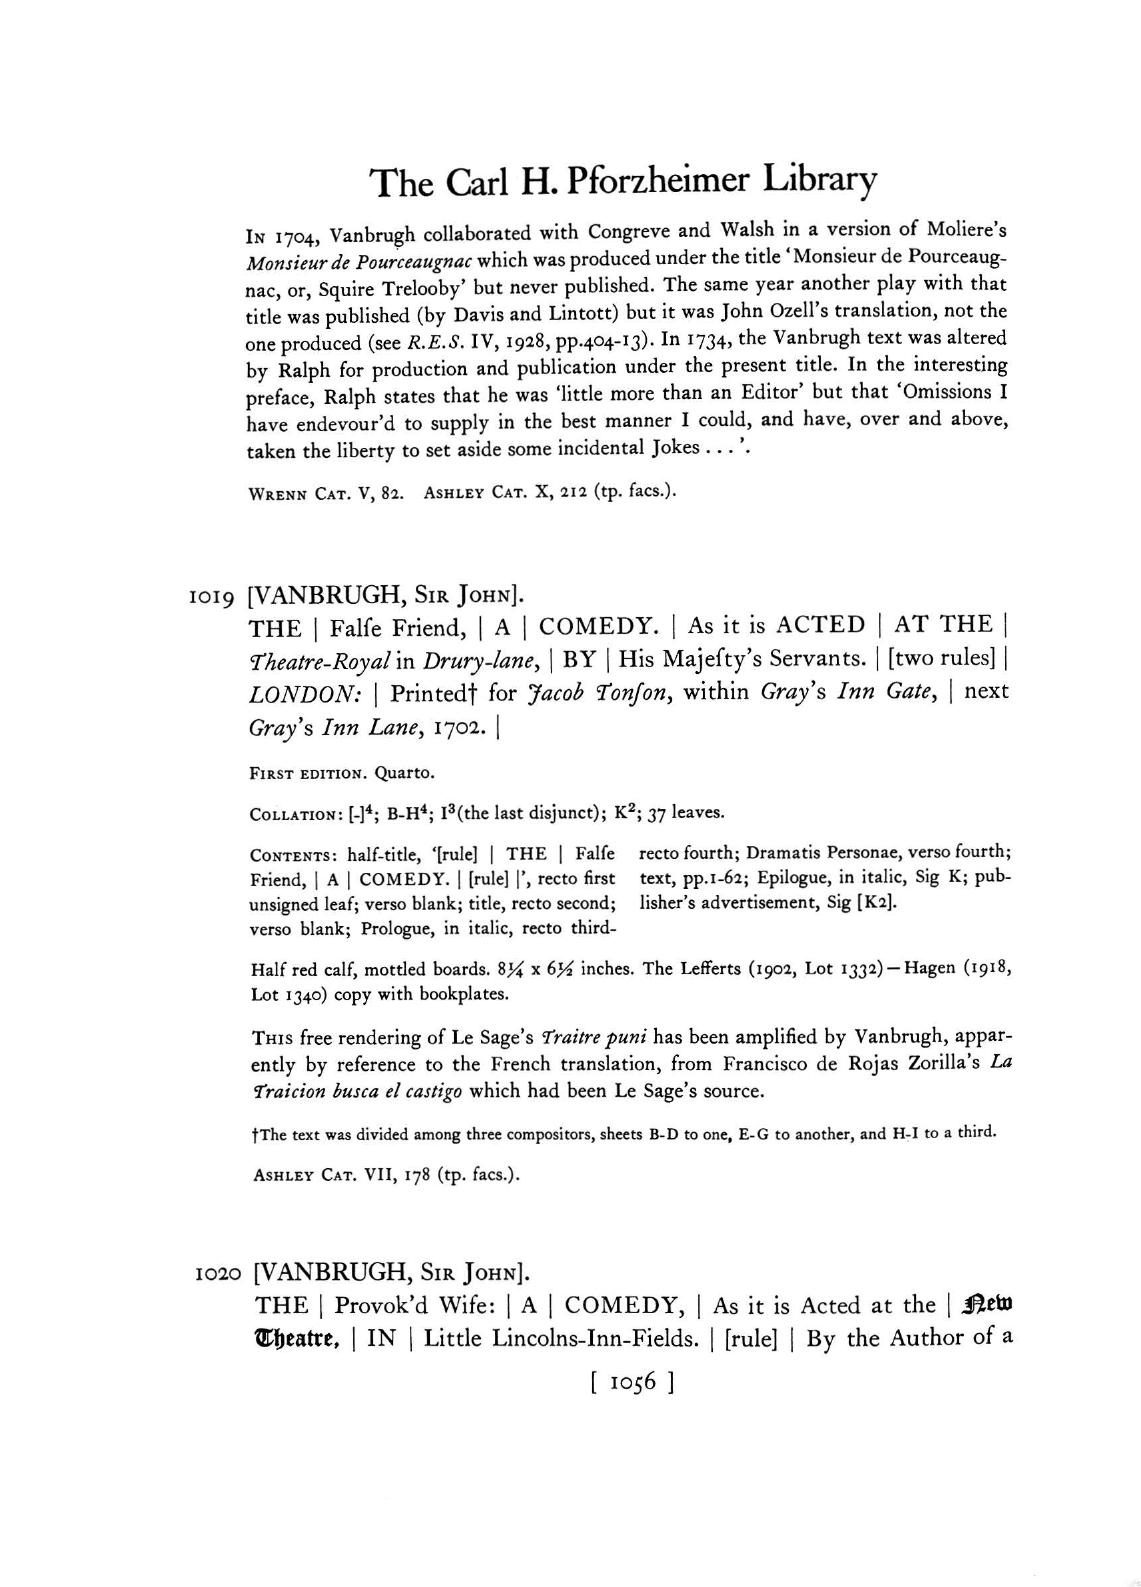 The Carl H. Pforzheimer Library
In 1704, Vanbrugh collaborated with Congreve and Walsh in a version of Moliere's
Monsieur de Pourceaugnac which was produced under the title ‘Monsieur de Pourceaug-
nac, or, Squire Trelooby’ but never published. The same year another play with that
title was published (by Davis and Lintott) but it was John Ozell's translation, not the
one produced (see R.E.S. IV, 1928, pp.404-13). In 1734, the Vanbrugh text was altered
by Ralph for production and publication under the present title. In the interesting
preface, Ralph states that he was ‘little more than an Editor’ but that ‘Omissions I
have endevour'd to supply in the best manner I could, and have, over and above,
taken the liberty to set aside some incidental Jokes . . . ’.
Wrenn Cat. V, 82. Ashley Cat. X, 212 (tp. facs.).
1019 [VANBRUGH, Sir John].
THE | Falſe Friend, | A | COMEDY. | As it is ACTED | AT THE |
Theatre-Royal in Drury-lane, | BY | His Majeſty's Servants. | [two rules] |
LONDON: | Printed† for Jacob Tonſon, within Gray's Inn Gate, | next
Gray's Inn Lane, 1702. |
First edition. Quarto.
Collation: [-]⁴; B-H⁴; I³(the last disjunct); K²; 37 leaves.
Contents: half-title, ‘[rule] | THE | Falſe
Friend, | A | COMEDY. | [rule] |’, recto first
unsigned leaf; verso blank; title, recto second;
verso blank; Prologue, in italic, recto third-
recto fourth; Dramatis Personae, verso fourth;
text, pp.1-62; Epilogue, in italic, Sig K; pub-
lisher's advertisement, Sig [K2].
Half red calf, mottled boards. 8¼ x 6½ inches. The Lefferts (1902, Lot 1332)—Hagen (1918,
Lot 1340) copy with bookplates.
This free rendering of Le Sage's Traitre puni has been amplified by Vanbrugh, appar-
ently by reference to the French translation, from Francisco de Rojas Zorilla's La
Traicion busca el castigo which had been Le Sage's source.
†The text was divided among three compositors, sheets B-D to one, E-G to another, and H-I to a third.
Ashley Cat. VII, 178 (tp. facs.).
1020 [VANBRUGH, Sir John].
THE | Provok'd Wife: | A | COMEDY, | As it is Acted at the | New
Theatre, | IN | Little Lincolns-Inn-Fields. | [rule] | By the Author of a
[ 1056 ]